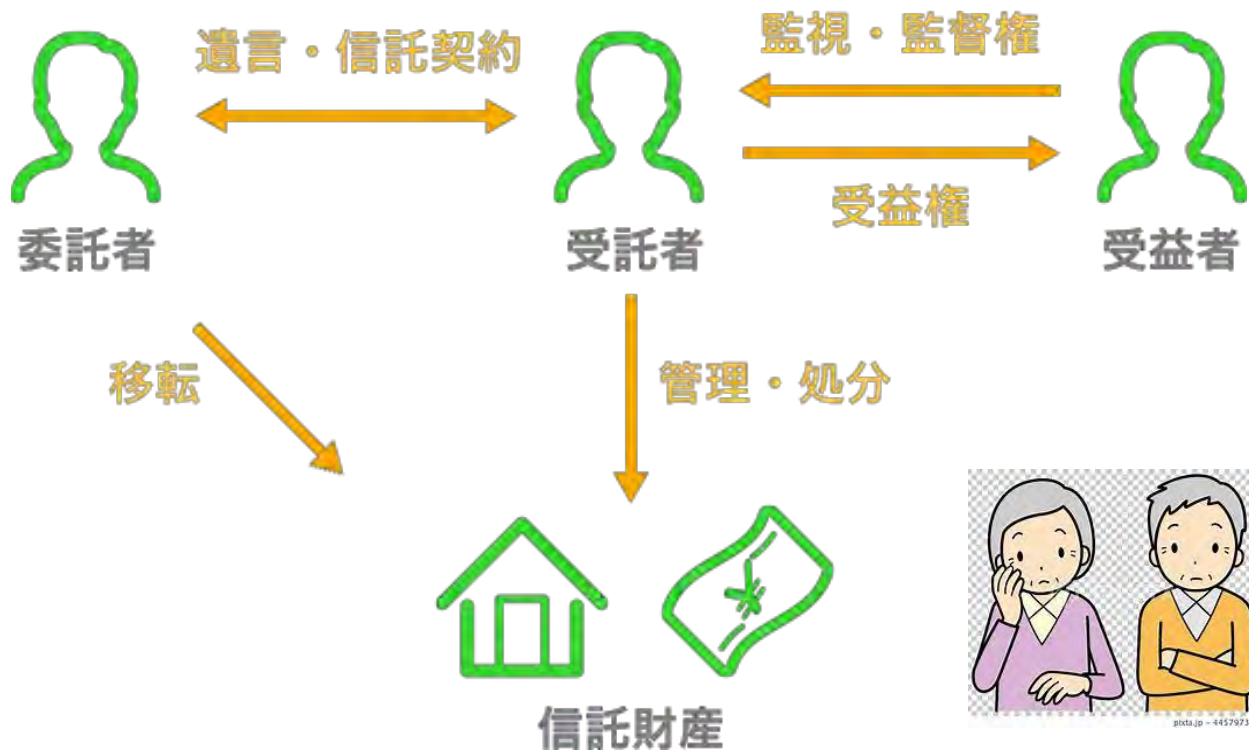 遺言・信託契約
監視・監督権
受益権
委託者
受託者
受益者
移転
管理・処分
¥
信託財産
pixta.jp - 4457973